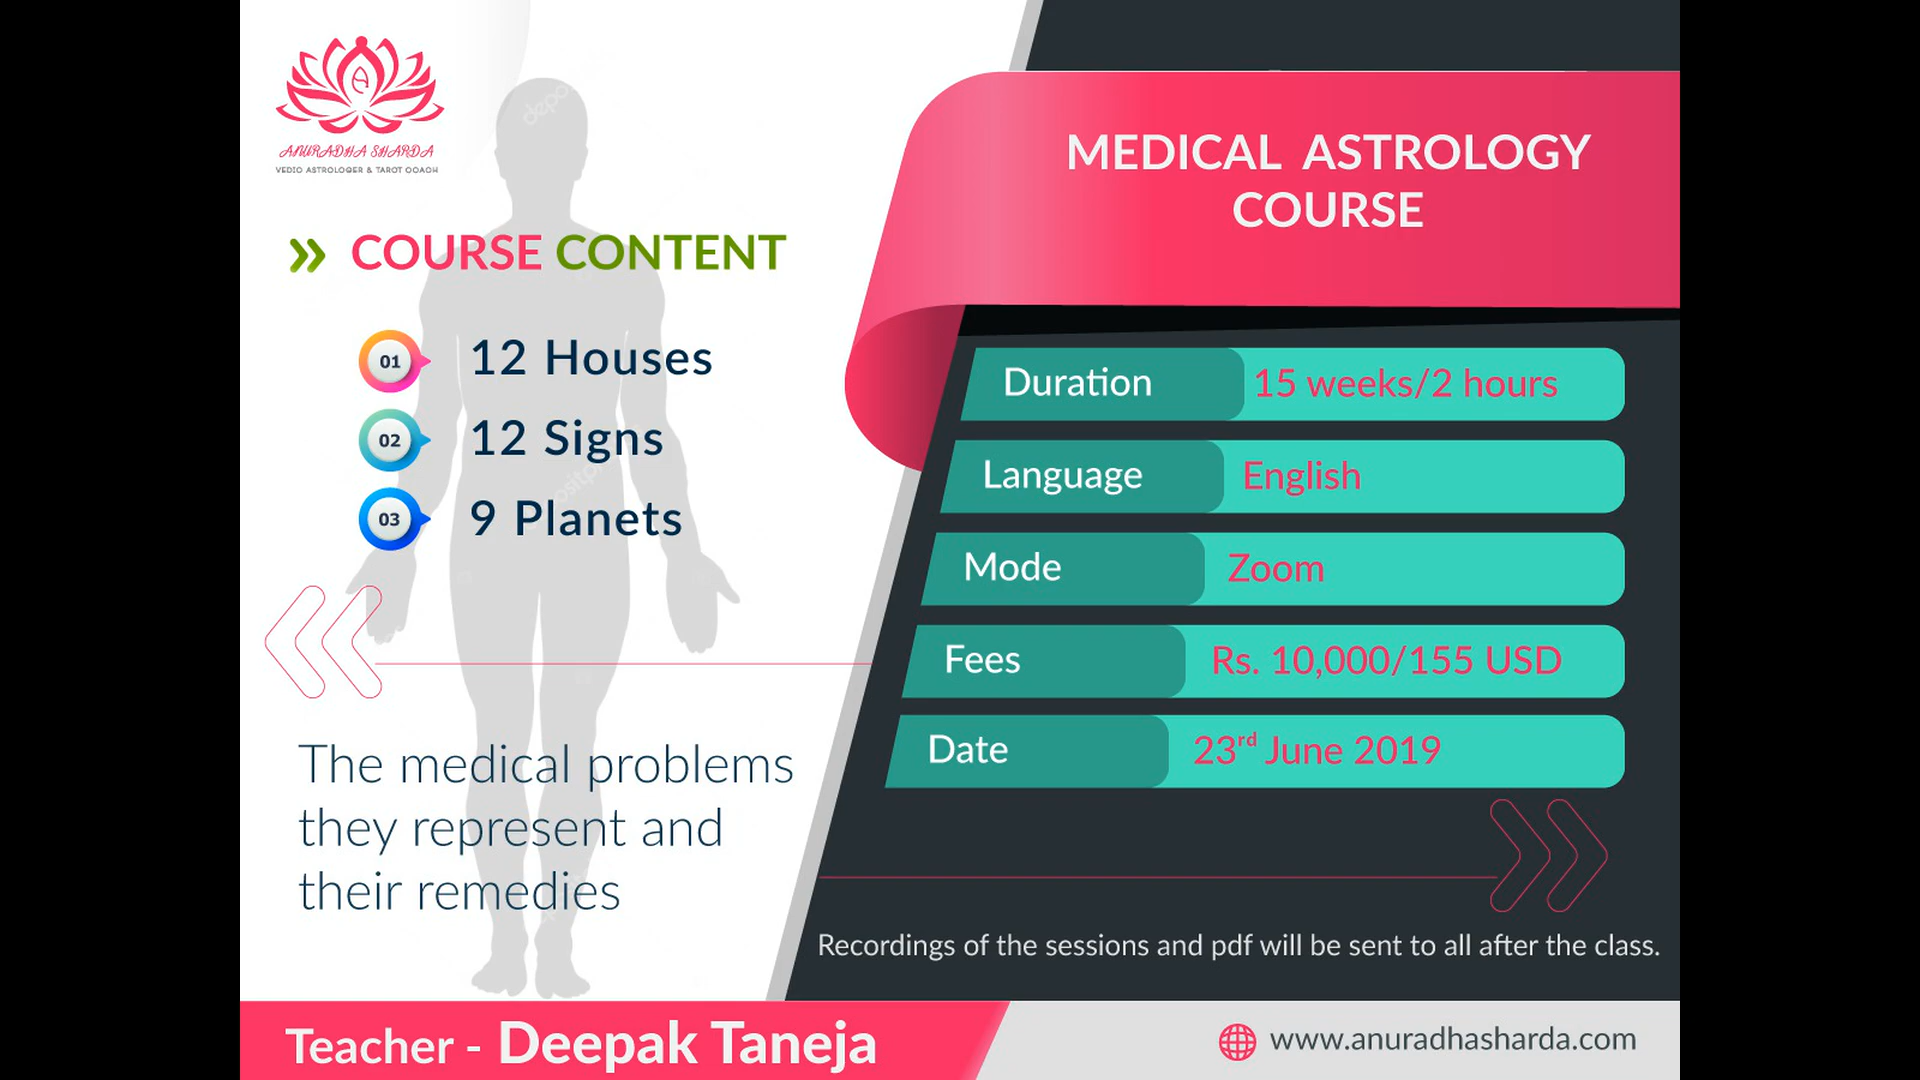 ANURADHA SHARDA
VEDIC ASTROLOGER & TAROT COACH
MEDICAL ASTROLOGY
COURSE
COURSE CONTENT
01 12 Houses
02 12 Signs
03 9 Planets
The medical problems
they represent and
their remedies
Duration 15 weeks/2 hours
Language English
Mode Zoom
Fees Rs. 10,000/155 USD
Date 23rd June 2019
Recordings of the sessions and pdf will be sent to all after the class.
Teacher - Deepak Taneja
www.anuradhasharda.com